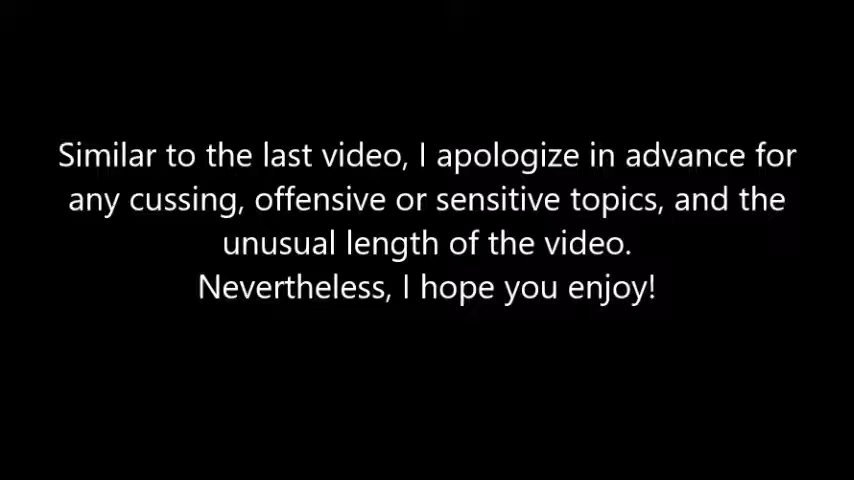 Similar to the last video, I apologize in advance for
any cussing, offensive or sensitive topics, and the
unusual length of the video.
Nevertheless, I hope you enjoy!